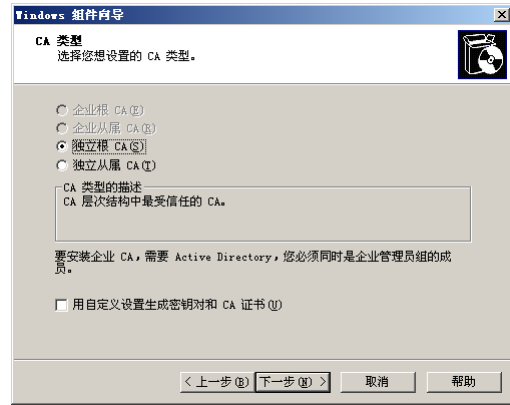 Windows 组件向导
CA 类型
选择您想设置的 CA 类型。
企业根 CA(E)
企业从属 CA(R)
独立根 CA(S)
独立从属 CA(T)
CA 类型的描述
CA 层次结构中最受信任的 CA。
要安装企业 CA，需要 Active Directory，您必须同时是企业管理员组的成
员。
用自定义设置生成密钥对和 CA 证书(U)
< 上一步(B) 下一步(N) > 取消 帮助